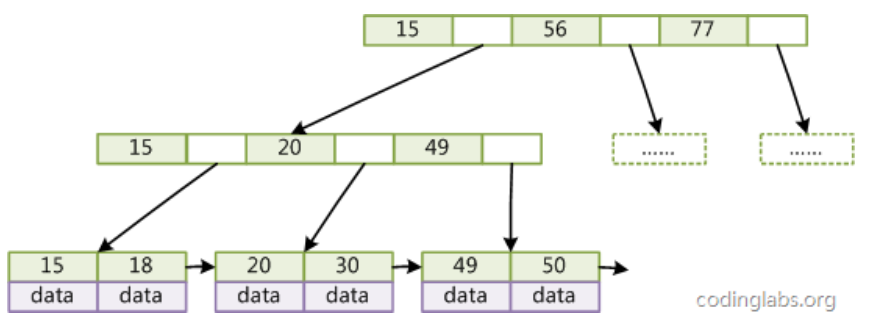 15 56 77
15 20 49 ...... ......
15 18 20 30 49 50
data data data data data data
codinglabs.org